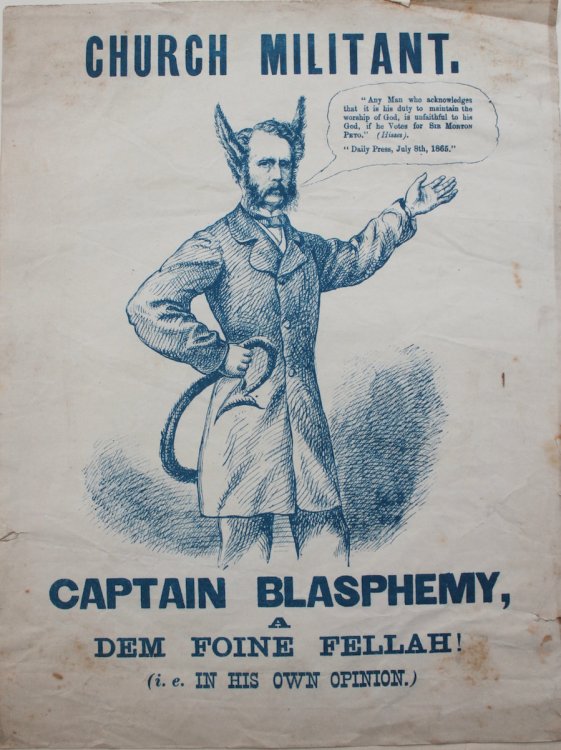 CHURCH MILITANT.
"Any Man who acknowledges
that it is his duty to maintain the
worship of God, is unfaithful to his
God, if he Votes for SIR MORTON
PETO." (Hisses).
"Daily Press, July 8th, 1865."
CAPTAIN BLASPHEMY,
A
DEM FOINE FELLAH!
(i. e. IN HIS OWN OPINION.)